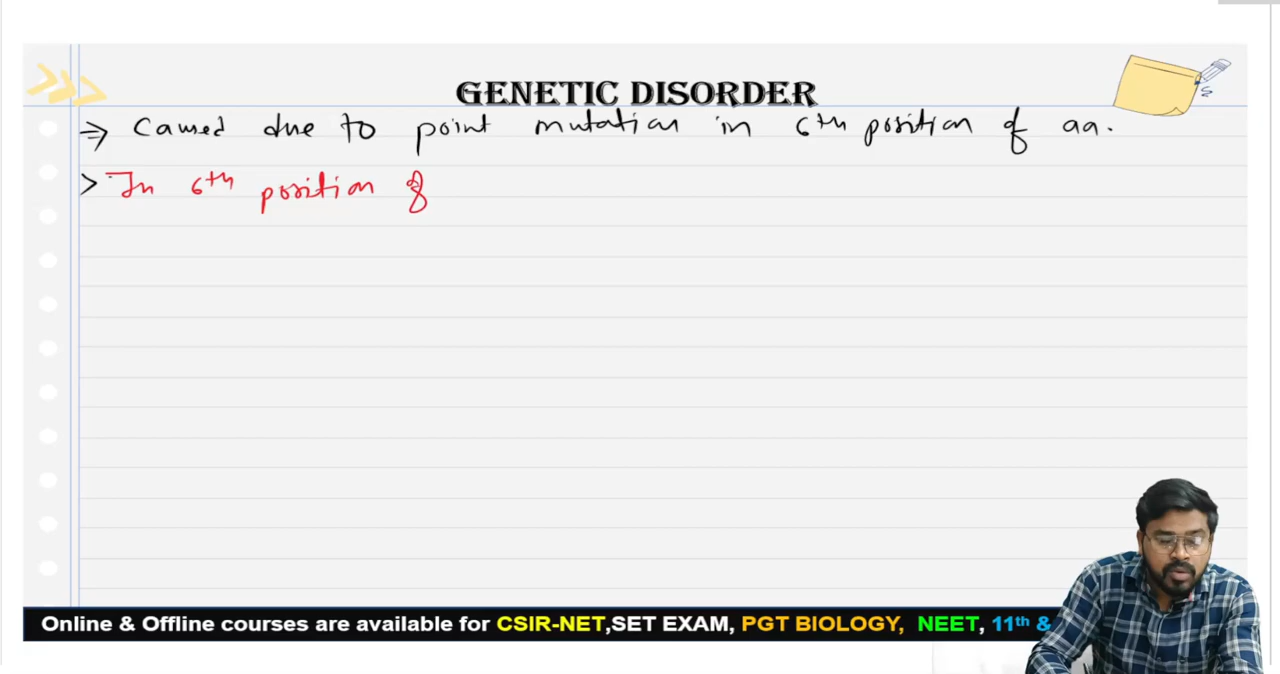 GENETIC DISORDER
⇒ Caused due to point mutation in 6th position of aa.
> In 6th position of
Online & Offline courses are available for CSIR-NET,SET EXAM, PGT BIOLOGY, NEET, 11th &